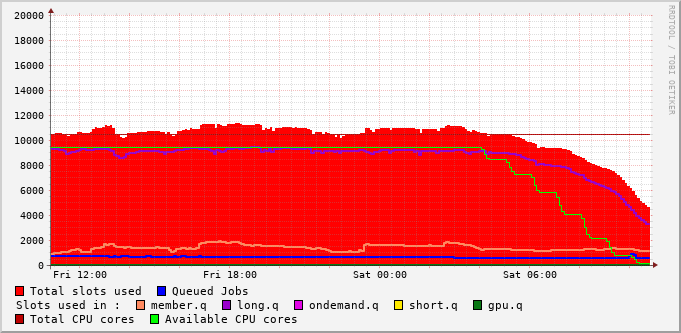 20000
18000
16000
14000
12000
10000
8000
6000
4000
2000
0
Fri 12:00 Fri 18:00 Sat 00:00 Sat 06:00
RRDTOOL / TOBI OETIKER
Total slots used Queued Jobs
Slots used in : member.q long.q ondemand.q short.q gpu.q
Total CPU cores Available CPU cores